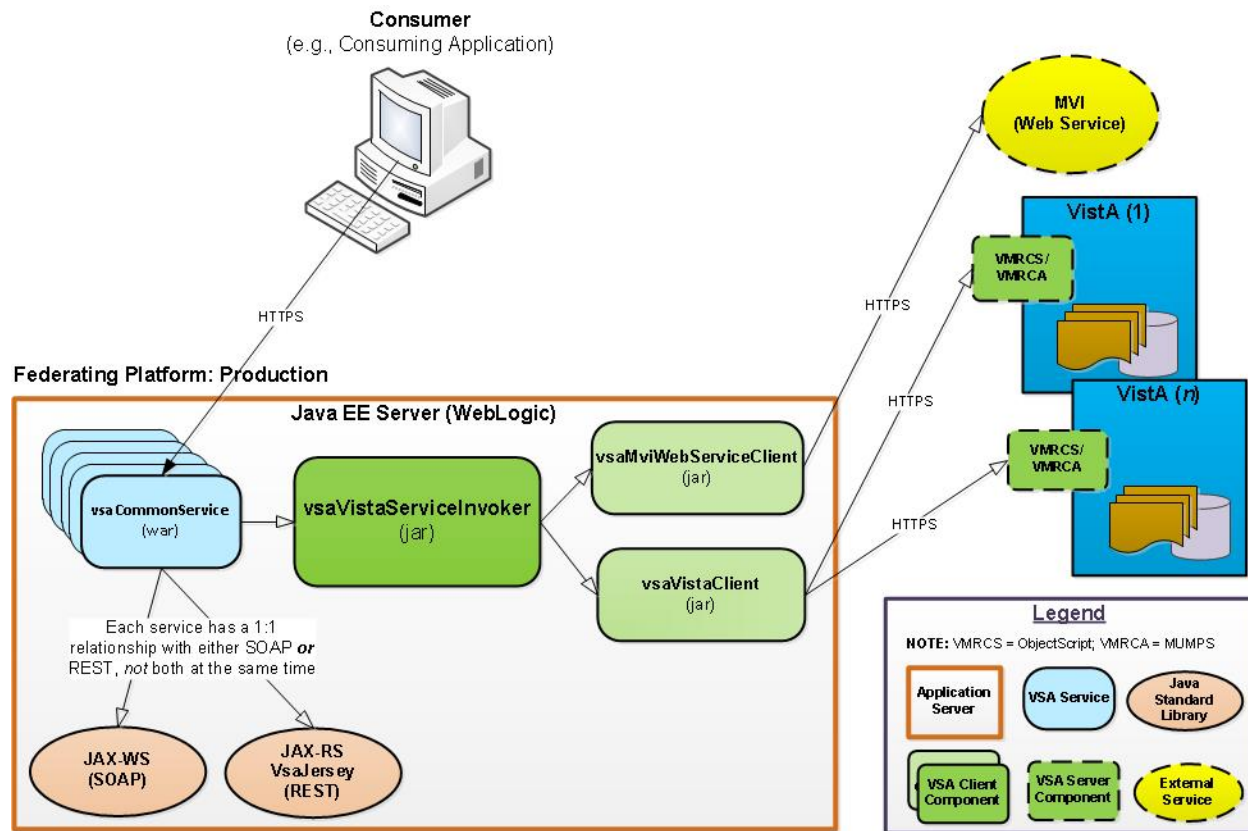 Consumer
(e.g., Consuming Application)
MVI
(Web Service)
VistA (1)
VMRCS/
VMRCA
HTTPS
HTTPS
HTTPS
VistA (n)
VMRCS/
VMRCA
HTTPS
Federating Platform: Production
Java EE Server (WebLogic)
vsaCommonService
(war)
vsaVistaServiceInvoker
(jar)
vsaMviWebServiceClient
(jar)
vsaVistaClient
(jar)
Each service has a 1:1
relationship with either SOAP or
REST, not both at the same time
JAX-WS
(SOAP)
JAX-RS
VsaJersey
(REST)
Legend
NOTE: VMRCS = ObjectScript; VMRCA = MUMPS
Application
Server
VSA Service
Java
Standard
Library
VSA Client
Component
VSA Server
Component
External
Service